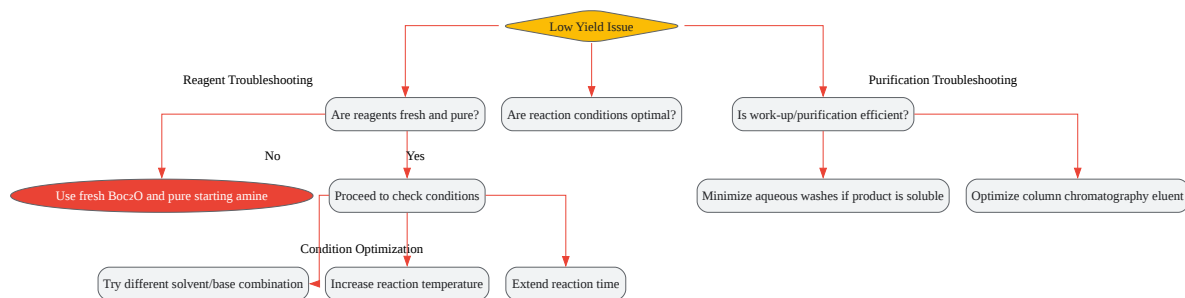 Low Yield Issue
Reagent Troubleshooting
Purification Troubleshooting
Are reagents fresh and pure?
Are reaction conditions optimal?
Is work-up/purification efficient?
No
Yes
Use fresh Boc₂O and pure starting amine
Proceed to check conditions
Minimize aqueous washes if product is soluble
Optimize column chromatography eluent
Condition Optimization
Try different solvent/base combination
Increase reaction temperature
Extend reaction time